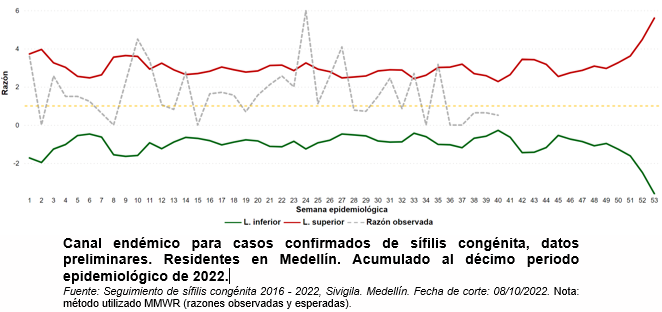 6
4
2
0
-2
Razón
1 2 3 4 5 6 7 8 9 10 11 12 13 14 15 16 17 18 19 20 21 22 23 24 25 26 27 28 29 30 31 32 33 34 35 36 37 38 39 40 41 42 43 44 45 46 47 48 49 50 51 52 53
Semana epidemiológica
L. inferior L. superior Razón observada
Canal endémico para casos confirmados de sífilis congénita, datos
preliminares. Residentes en Medellín. Acumulado al décimo periodo
epidemiológico de 2022.
Fuente: Seguimiento de sífilis congénita 2016 - 2022, Sivigila. Medellín. Fecha de corte: 08/10/2022. Nota:
método utilizado MMWR (razones observadas y esperadas).